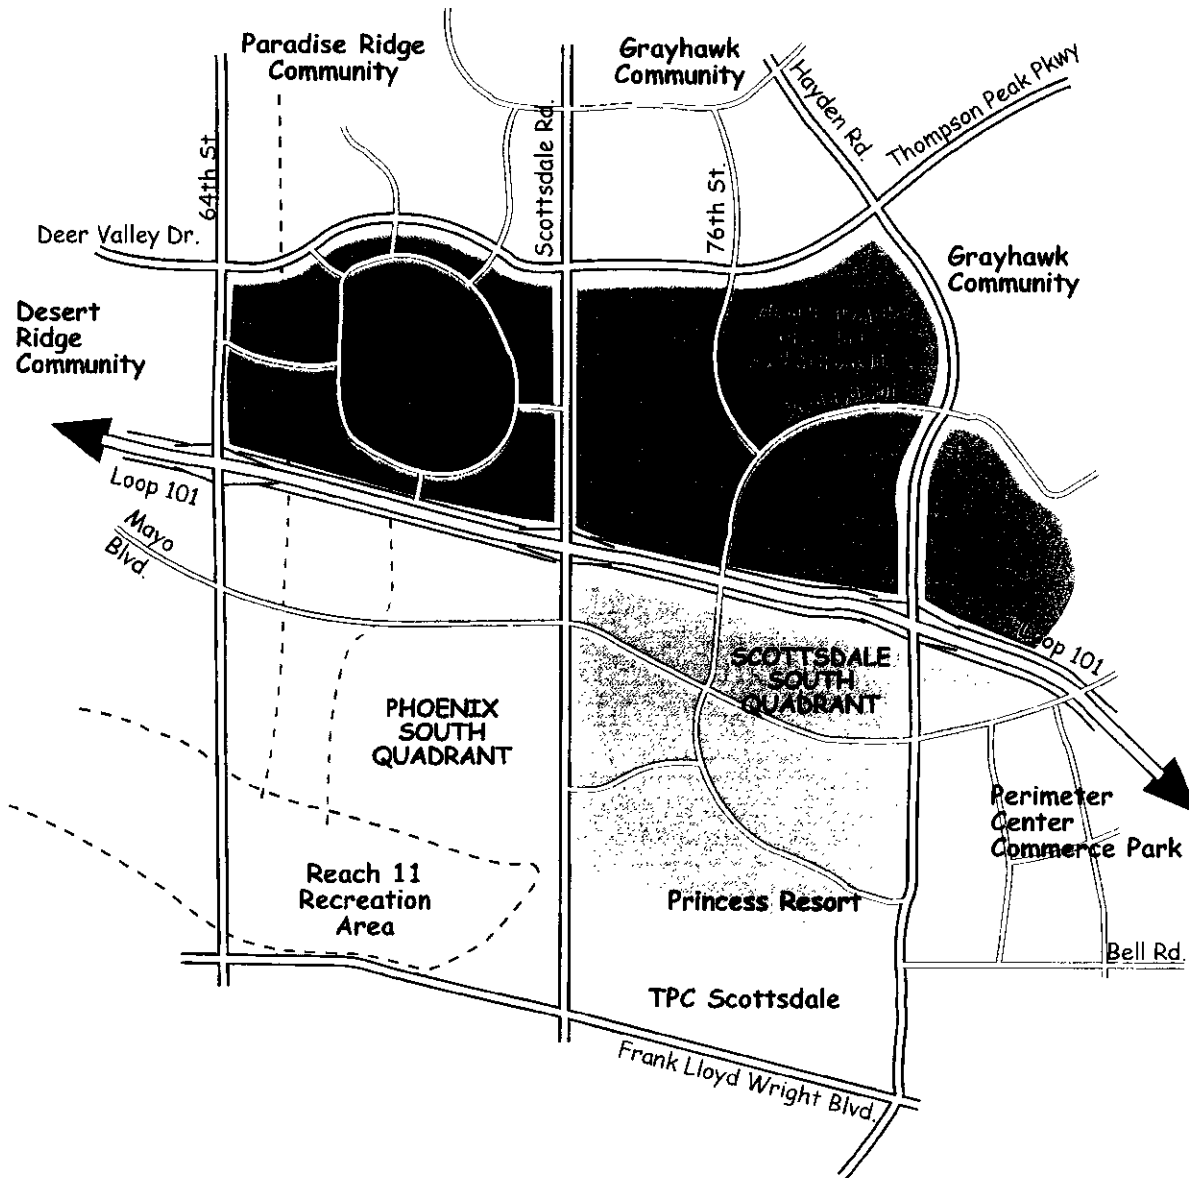 Paradise Ridge
Community
Grayhawk
Community
Hayden Rd.
Thompson Peak Pkwy
64th St
Scottsdale Rd.
76th St.
Deer Valley Dr.
Grayhawk
Community
Desert
Ridge
Community
Loop 101
Mayo
Blvd.
Loop 101
SCOTTSDALE
SOUTH
QUADRANT
PHOENIX
SOUTH
QUADRANT
Perimeter
Center
Commerce Park
Reach 11
Recreation
Area
Princess Resort
Bell Rd.
TPC Scottsdale
Frank Lloyd Wright Blvd.